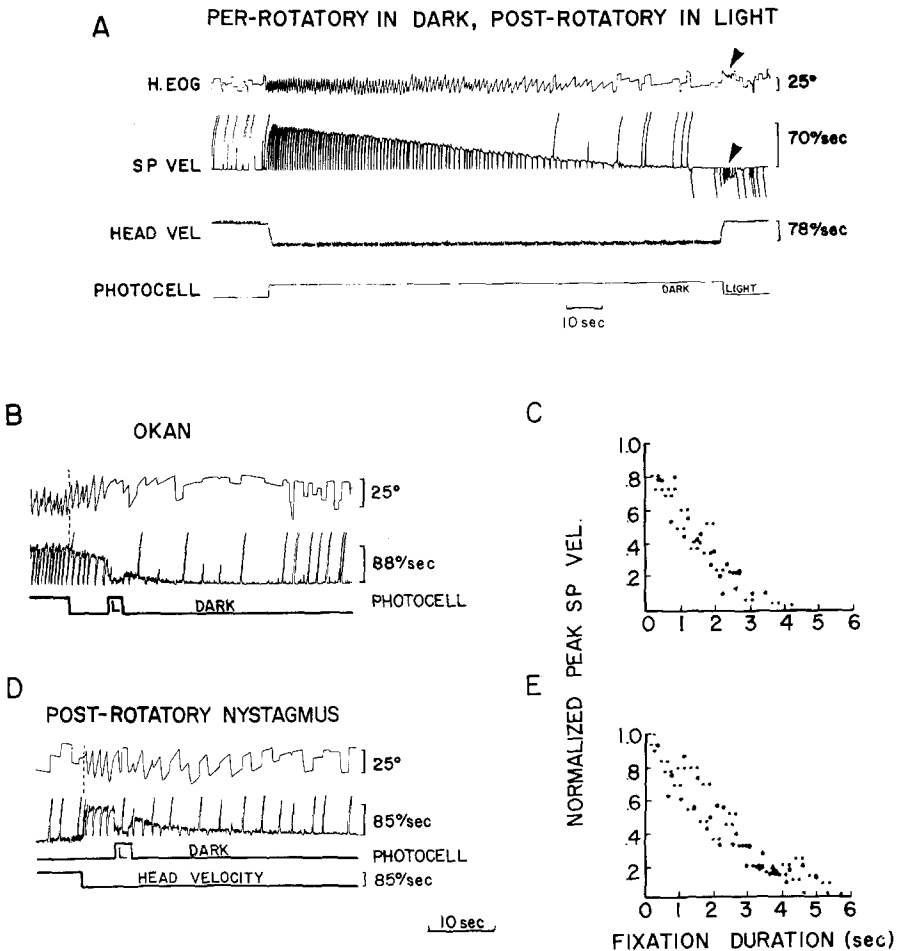 A
PER-ROTATORY IN DARK, POST-ROTATORY IN LIGHT
H. EOG
25°
SP VEL
70°/sec
HEAD VEL
78°/sec
PHOTOCELL
DARK
LIGHT
10 sec
B
OKAN
25°
88°/sec
L
DARK
PHOTOCELL
C
1.0
.8
.6
.4
.2
0 1 2 3 4 5 6
NORMALIZED PEAK SP VEL.
D
POST-ROTATORY NYSTAGMUS
25°
85°/sec
L
DARK
PHOTOCELL
HEAD VELOCITY
85°/sec
10 sec
E
1.0
.8
.6
.4
.2
0 1 2 3 4 5 6
FIXATION DURATION (sec)